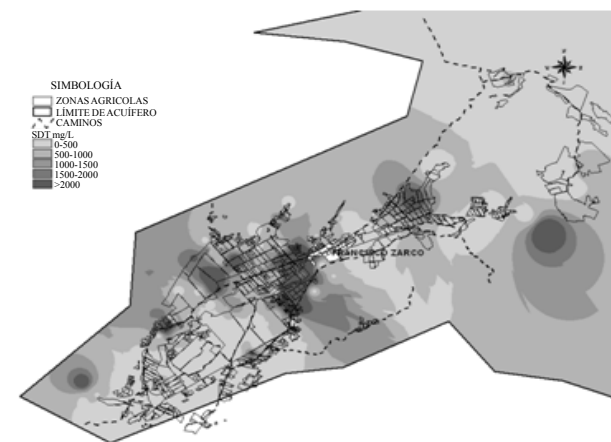 SIMBOLOGÍA
ZONAS AGRICOLAS
LÍMITE DE ACUÍFERO
CAMINOS
SDT mg/L
0-500
500-1000
1000-1500
1500-2000
>2000
FRANCISCO ZARCO